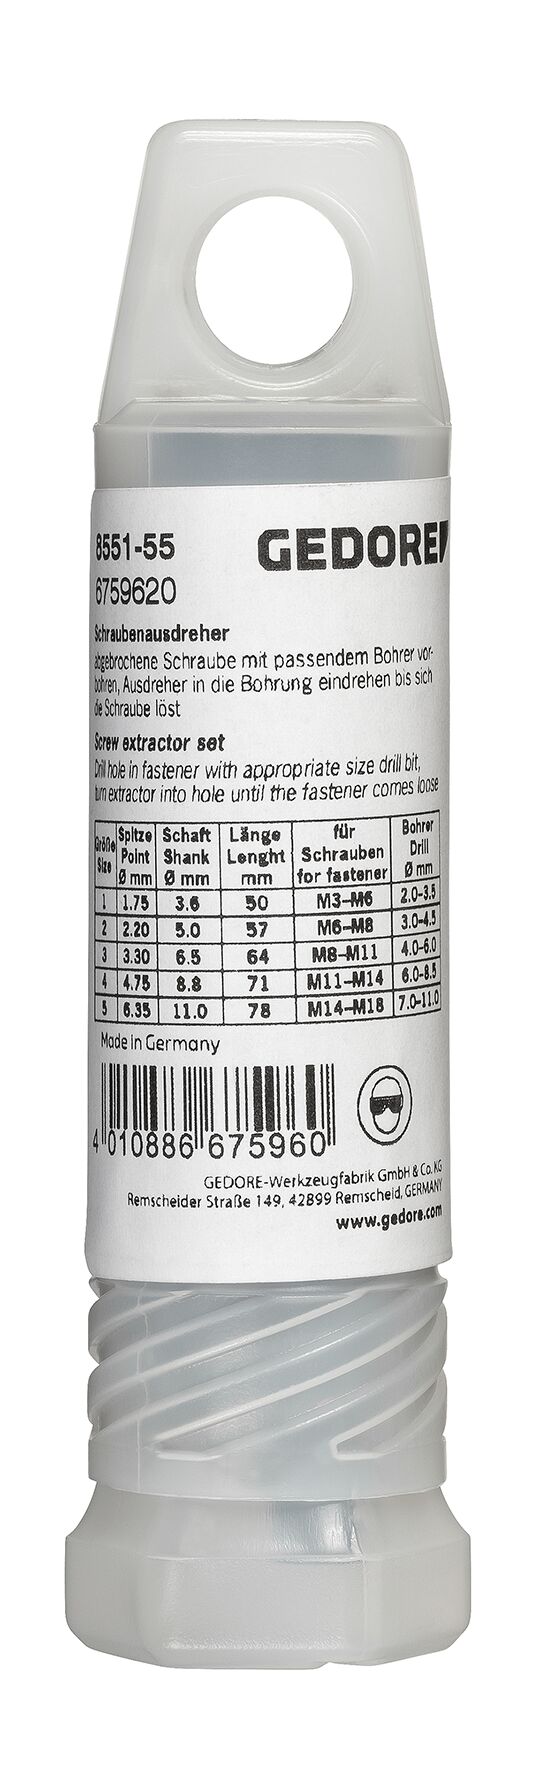 8551-55 GEDORE
6759620
Schraubenausdreher
abgebrochene Schraube mit passendem Bohrer vor-
bohren, Ausdreher in die Bohrung eindrehen bis sich
die Schraube löst
Screw extractor set
Drill hole in fastener with appropriate size drill bit,
turn extractor into hole until the fastener comes loose
Größe Spitze Schaft Länge für Bohrer
Size Point Shank Lenght Schrauben Drill
Ø mm Ø mm mm for fastener Ø mm
1 1.75 3.6 50 M3-M6 2.0-3.5
2 2.20 5.0 57 M6-M8 3.0-4.5
3 3.30 6.5 64 M8-M11 4.0-6.0
4 4.75 8.8 71 M11-M14 6.0-8.5
5 6.35 11.0 78 M14-M18 7.0-11.0
Made in Germany
4 010886 675960
GEDORE-Werkzeugfabrik GmbH & Co. KG
Remscheider Straße 149, 42899 Remscheid, GERMANY
www.gedore.com